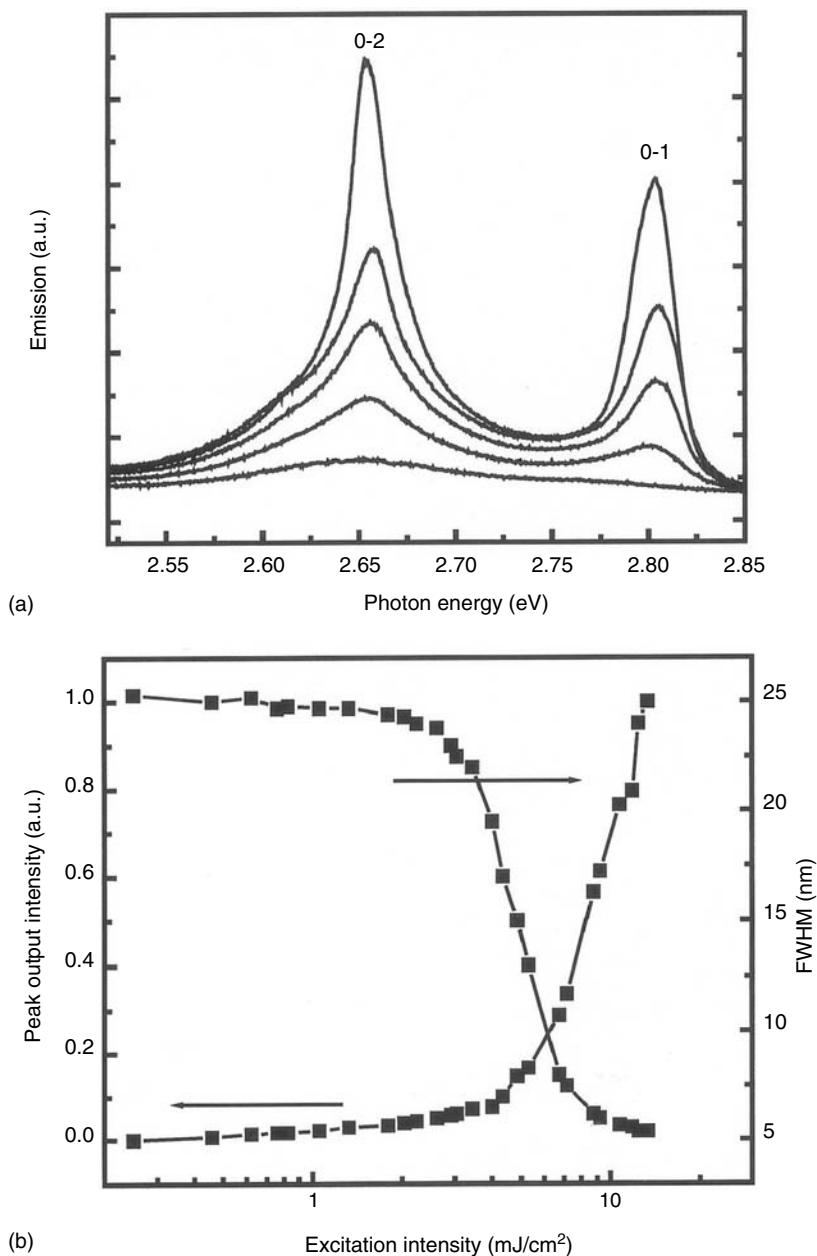 0-2
0-1
Emission (a.u.)
2.55 2.60 2.65 2.70 2.75 2.80 2.85
(a)
Photon energy (eV)
1.0
0.8
0.6
0.4
0.2
0.0
Peak output intensity (a.u.)
25
20
15
10
5
FWHM (nm)
1 10
(b)
Excitation intensity (mJ/cm²)